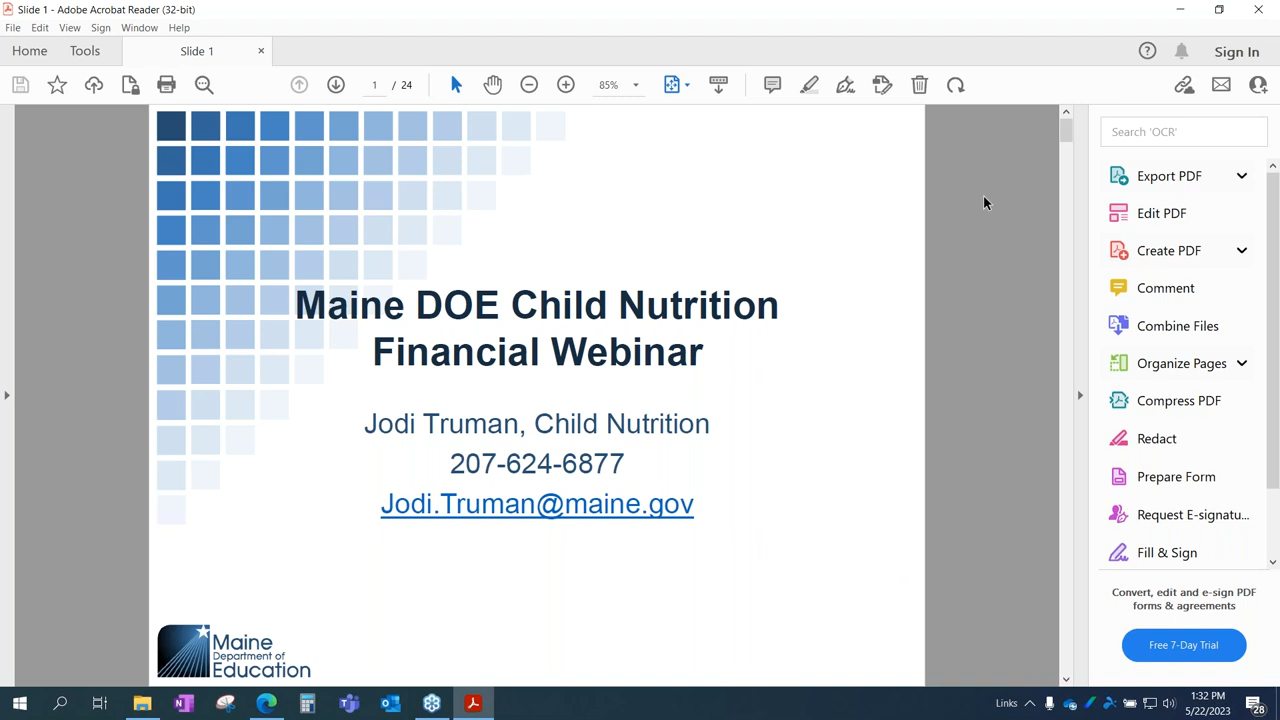 Slide 1 - Adobe Acrobat Reader (32-bit)
File Edit View Sign Window Help
Home Tools Slide 1 × Sign In
1 / 24 85%
Search 'OCR'
Export PDF
Edit PDF
Create PDF
Comment
Combine Files
Organize Pages
Compress PDF
Redact
Prepare Form
Request E-signatu...
Fill & Sign
Convert, edit and e-sign PDF
forms & agreements
Free 7-Day Trial
Maine DOE Child Nutrition
Financial Webinar
Jodi Truman, Child Nutrition
207-624-6877
Jodi.Truman@maine.gov
Maine
Department of
Education
Links
1:32 PM
5/22/2023
28